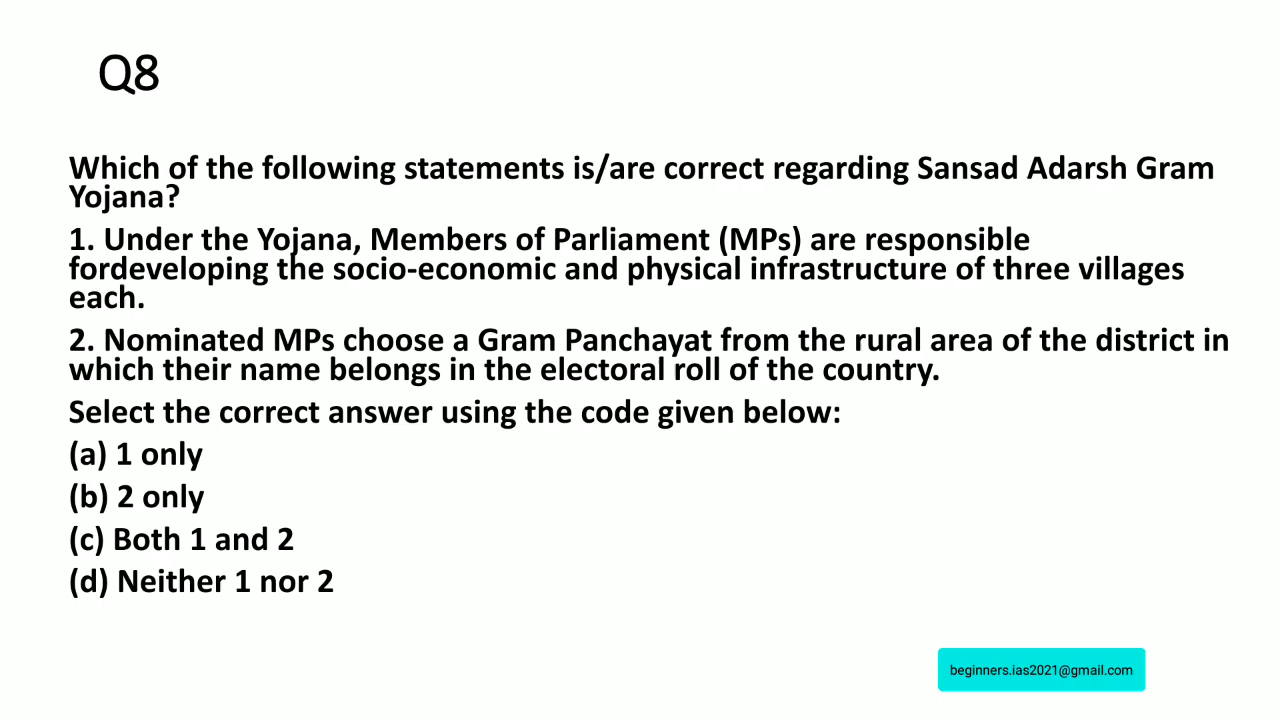 Q8
Which of the following statements is/are correct regarding Sansad Adarsh Gram
Yojana?
1. Under the Yojana, Members of Parliament (MPs) are responsible
fordeveloping the socio-economic and physical infrastructure of three villages
each.
2. Nominated MPs choose a Gram Panchayat from the rural area of the district in
which their name belongs in the electoral roll of the country.
Select the correct answer using the code given below:
(a) 1 only
(b) 2 only
(c) Both 1 and 2
(d) Neither 1 nor 2
beginners.ias2021@gmail.com